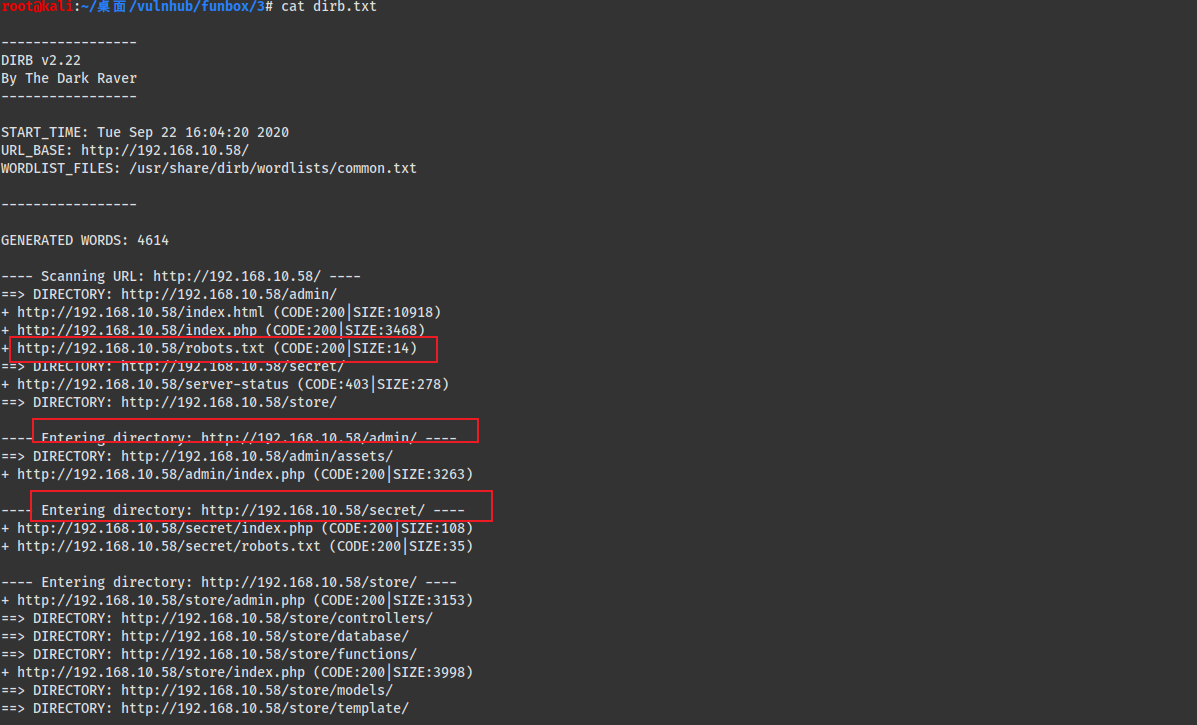 root@kali:~/桌面/vulnhub/funbox/3# cat dirb.txt
-----------------
DIRB v2.22
By The Dark Raver
-----------------
START_TIME: Tue Sep 22 16:04:20 2020
URL_BASE: http://192.168.10.58/
WORDLIST_FILES: /usr/share/dirb/wordlists/common.txt
-----------------
GENERATED WORDS: 4614
---- Scanning URL: http://192.168.10.58/ ----
==> DIRECTORY: http://192.168.10.58/admin/
+ http://192.168.10.58/index.html (CODE:200|SIZE:10918)
+ http://192.168.10.58/index.php (CODE:200|SIZE:3468)
+ http://192.168.10.58/robots.txt (CODE:200|SIZE:14)
==> DIRECTORY: http://192.168.10.58/secret/
+ http://192.168.10.58/server-status (CODE:403|SIZE:278)
==> DIRECTORY: http://192.168.10.58/store/
---- Entering directory: http://192.168.10.58/admin/ ----
==> DIRECTORY: http://192.168.10.58/admin/assets/
+ http://192.168.10.58/admin/index.php (CODE:200|SIZE:3263)
---- Entering directory: http://192.168.10.58/secret/ ----
+ http://192.168.10.58/secret/index.php (CODE:200|SIZE:108)
+ http://192.168.10.58/secret/robots.txt (CODE:200|SIZE:35)
---- Entering directory: http://192.168.10.58/store/ ----
+ http://192.168.10.58/store/admin.php (CODE:200|SIZE:3153)
==> DIRECTORY: http://192.168.10.58/store/controllers/
==> DIRECTORY: http://192.168.10.58/store/database/
==> DIRECTORY: http://192.168.10.58/store/functions/
+ http://192.168.10.58/store/index.php (CODE:200|SIZE:3998)
==> DIRECTORY: http://192.168.10.58/store/models/
==> DIRECTORY: http://192.168.10.58/store/template/